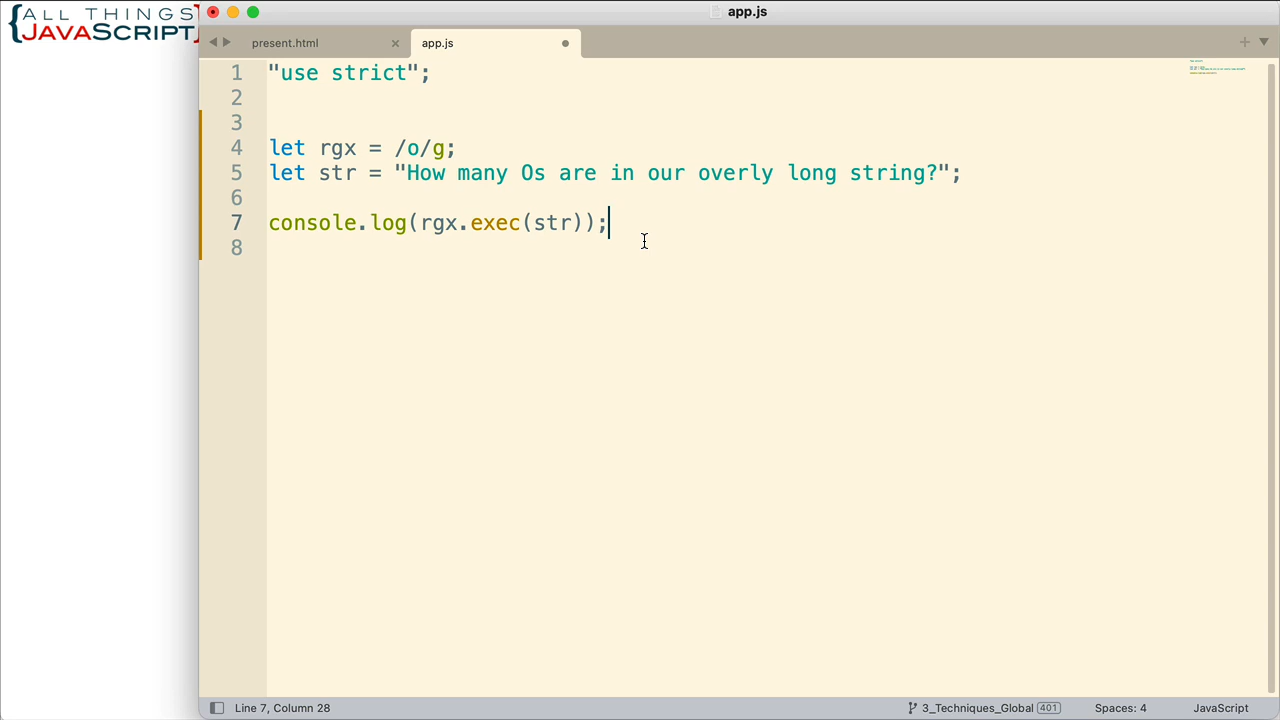 {ALL THINGS
JAVASCRIPT,
app.js
present.html
app.js
1 "use strict";
2
3
4 let rgx = /o/g;
5 let str = "How many Os are in our overly long string?";
6
7 console.log(rgx.exec(str));
8
Line 7, Column 28
3_Techniques_Global 401
Spaces: 4
JavaScript